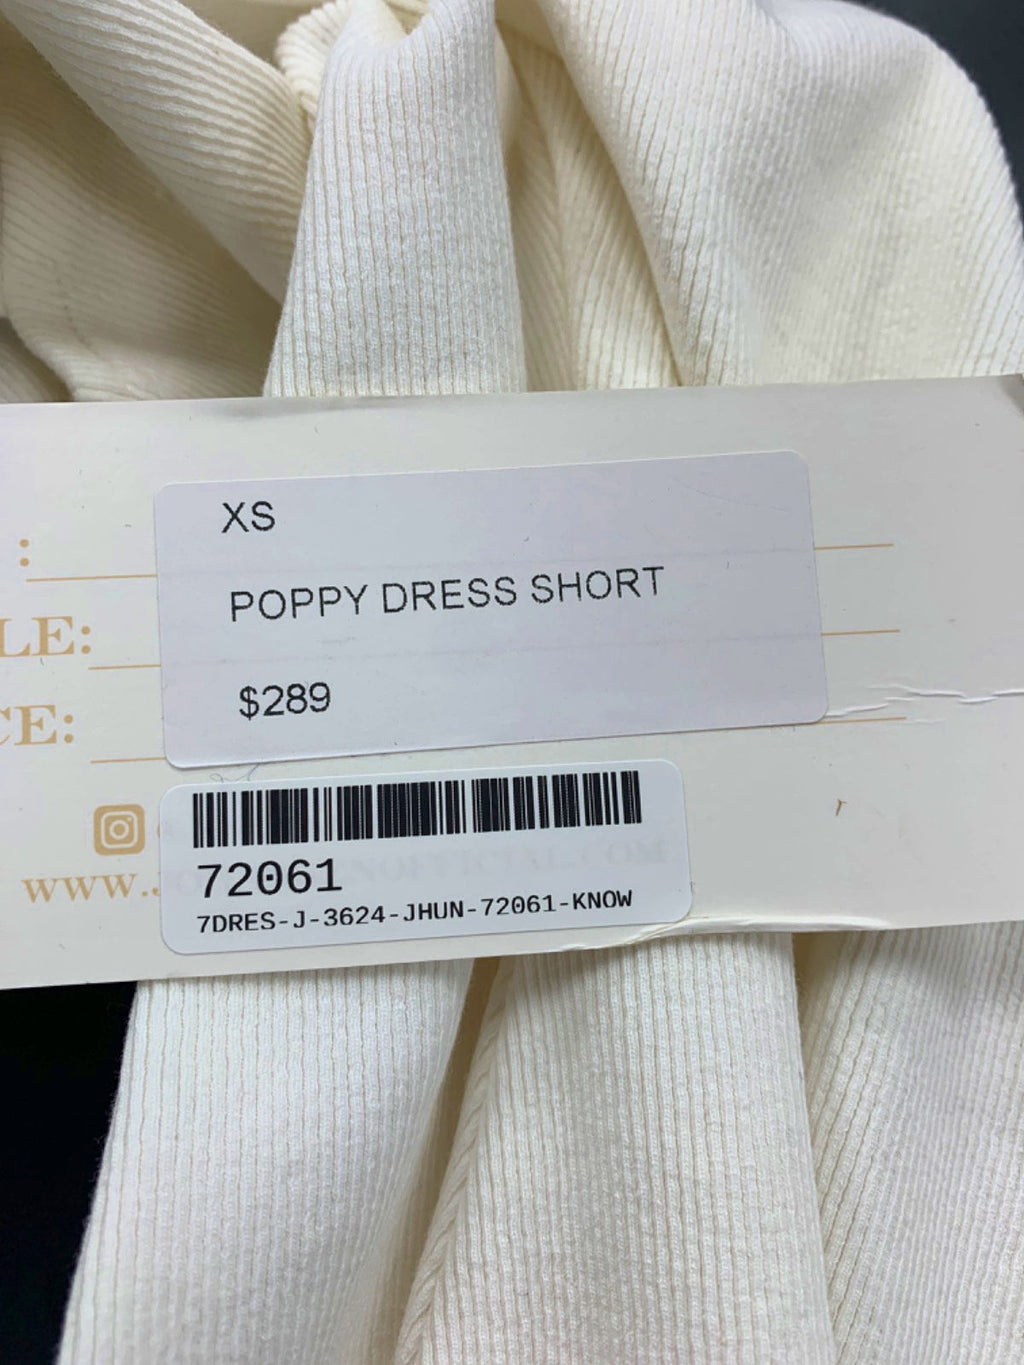 XS
:
LE:
POPPY DRESS SHORT
CE:
$289
72061
WWW.
7DRES-J-3624-JHUN-72061-KNOW